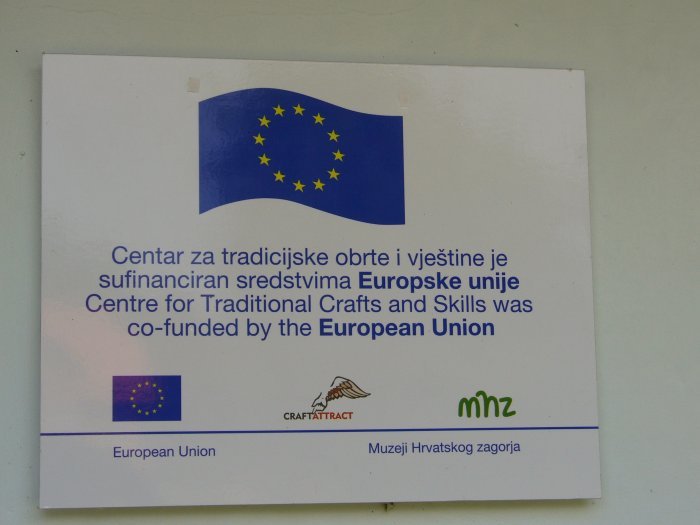 Centar za tradicijske obrte i vještine je
sufinanciran sredstvima Europske unije
Centre for Traditional Crafts and Skills was
co-funded by the European Union
CRAFTATTRACT
mhz
European Union
Muzeji Hrvatskog zagorja